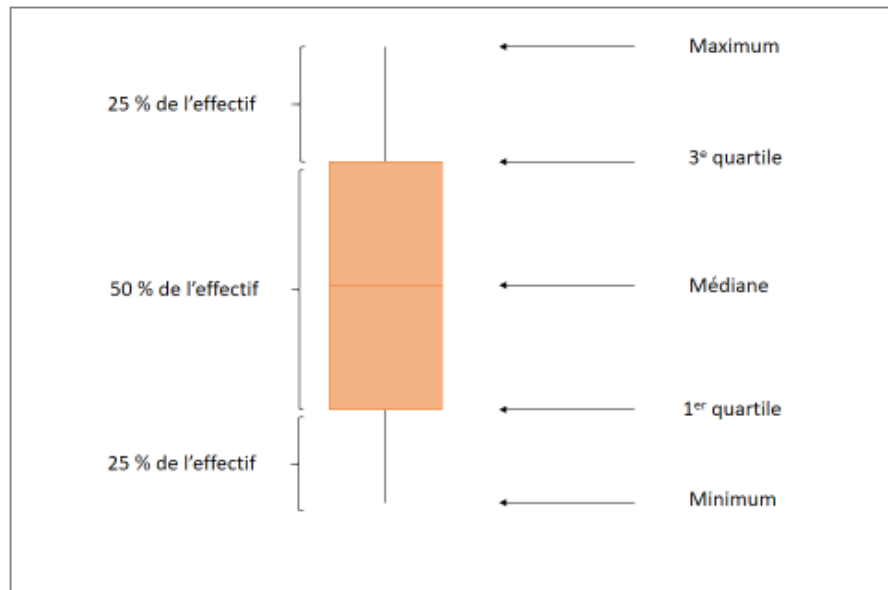 Maximum
25 % de l’effectif
3e quartile
50 % de l’effectif
Médiane
1er quartile
25 % de l’effectif
Minimum